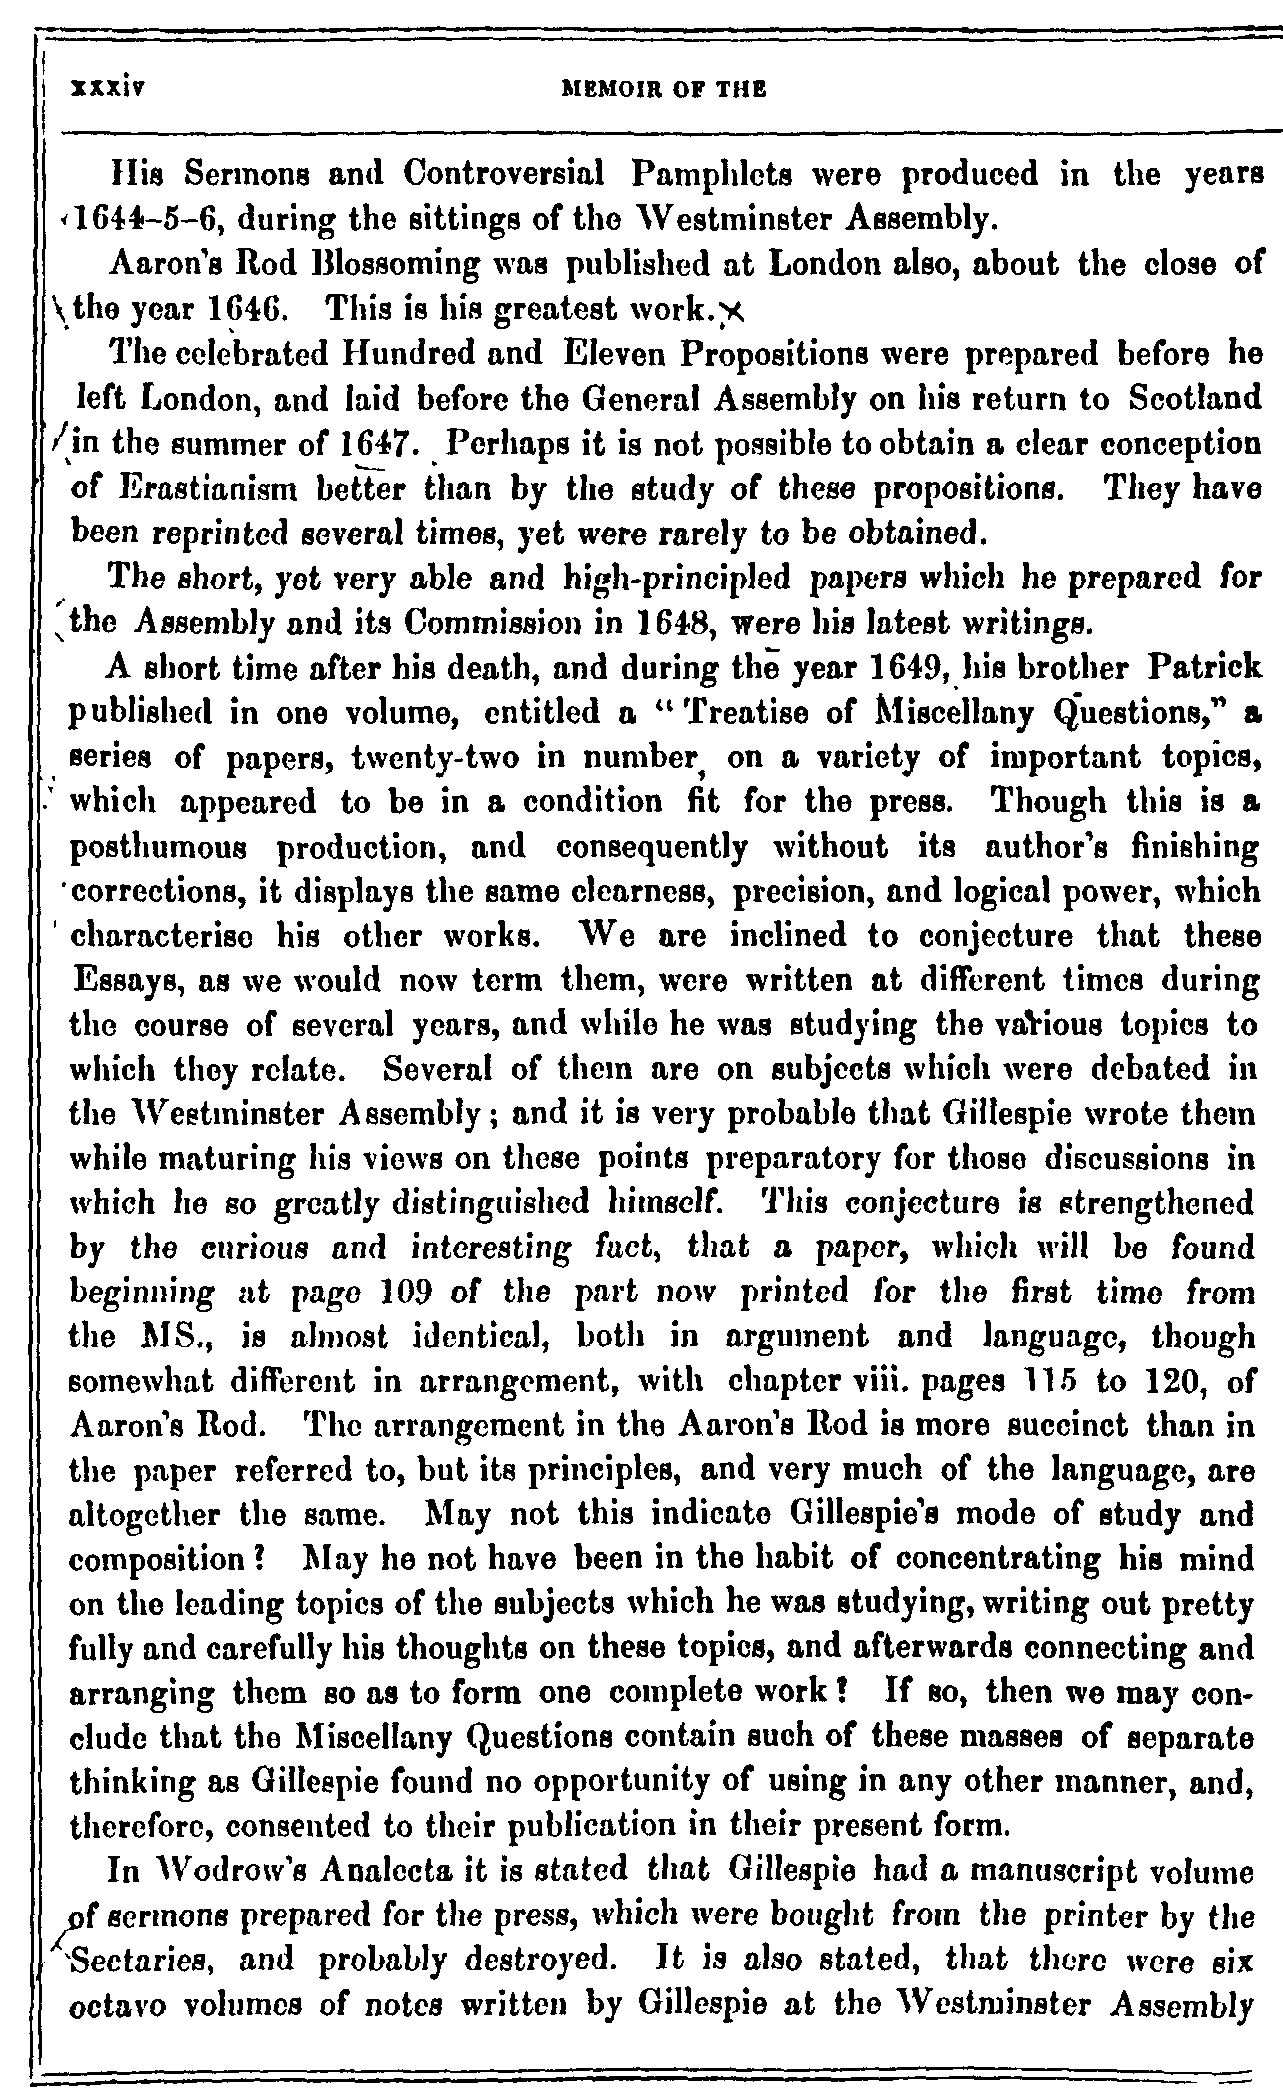 xxxiv MEMOIR OF THE
His Sermons and Controversial Pamphlets were produced in the years
1644–5–6, during the sittings of the Westminster Assembly.
Aaron's Rod Blossoming was published at London also, about the close of
the year 1646. This is his greatest work.
The celebrated Hundred and Eleven Propositions were prepared before he
left London, and laid before the General Assembly on his return to Scotland
in the summer of 1647. Perhaps it is not possible to obtain a clear conception
of Erastianism better than by the study of these propositions. They have
been reprinted several times, yet were rarely to be obtained.
The short, yet very able and high-principled papers which he prepared for
the Assembly and its Commission in 1648, were his latest writings.
A short time after his death, and during the year 1649, his brother Patrick
published in one volume, entitled a “Treatise of Miscellany Questions,” a
series of papers, twenty-two in number, on a variety of important topics,
which appeared to be in a condition fit for the press. Though this is a
posthumous production, and consequently without its author's finishing
corrections, it displays the same clearness, precision, and logical power, which
characterise his other works. We are inclined to conjecture that these
Essays, as we would now term them, were written at different times during
the course of several years, and while he was studying the various topics to
which they relate. Several of them are on subjects which were debated in
the Westminster Assembly; and it is very probable that Gillespie wrote them
while maturing his views on these points preparatory for those discussions in
which he so greatly distinguished himself. This conjecture is strengthened
by the curious and interesting fact, that a paper, which will be found
beginning at page 109 of the part now printed for the first time from
the MS., is almost identical, both in argument and language, though
somewhat different in arrangement, with chapter viii. pages 115 to 120, of
Aaron's Rod. The arrangement in the Aaron's Rod is more succinct than in
the paper referred to, but its principles, and very much of the language, are
altogether the same. May not this indicate Gillespie's mode of study and
composition? May he not have been in the habit of concentrating his mind
on the leading topics of the subjects which he was studying, writing out pretty
fully and carefully his thoughts on these topics, and afterwards connecting and
arranging them so as to form one complete work? If so, then we may con-
clude that the Miscellany Questions contain such of these masses of separate
thinking as Gillespie found no opportunity of using in any other manner, and,
therefore, consented to their publication in their present form.
In Wodrow's Analecta it is stated that Gillespie had a manuscript volume
of sermons prepared for the press, which were bought from the printer by the
Sectaries, and probably destroyed. It is also stated, that there were six
octavo volumes of notes written by Gillespie at the Westminster Assembly